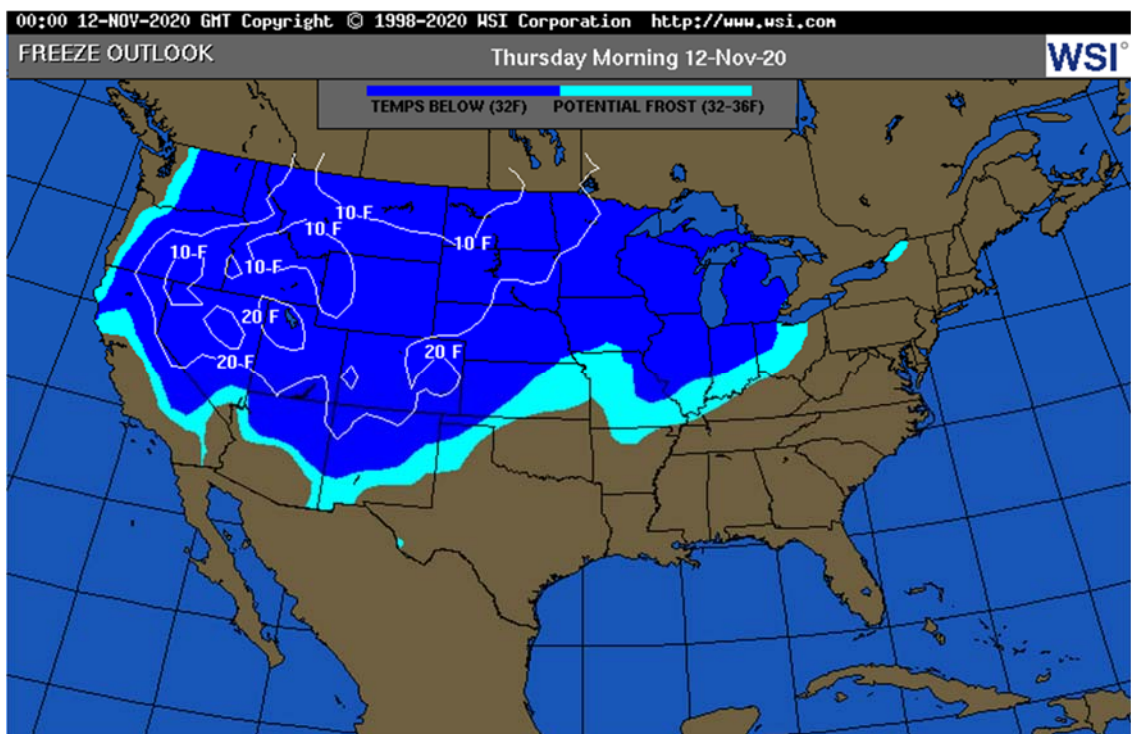 00:00 12-NOV-2020 GMT Copyright © 1998-2020 WSI Corporation http://www.wsi.com
FREEZE OUTLOOK
Thursday Morning 12-Nov-20
WSI
TEMPS BELOW (32F)
POTENTIAL FROST (32-36F)
10 F
10 F
10 F
10 F
10 F
20 F
20 F
20 F